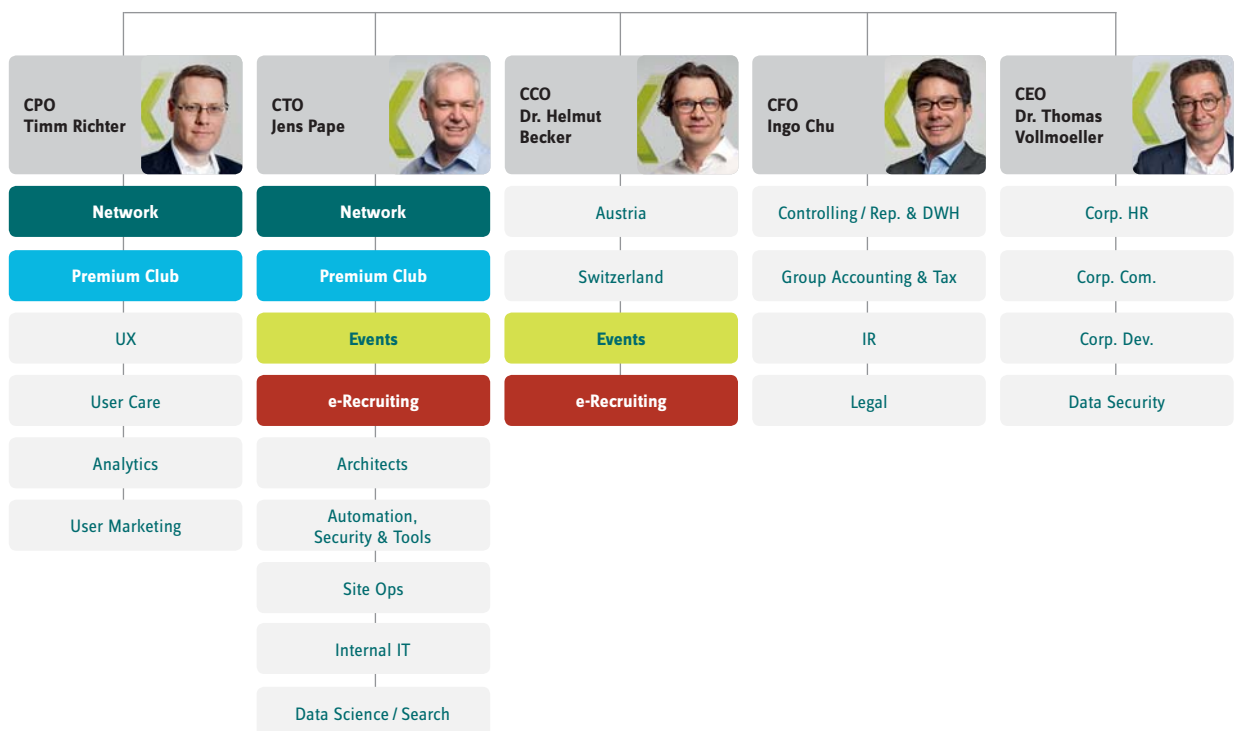 CPO
Timm Richter
CTO
Jens Pape
CCO
Dr. Helmut
Becker
CFO
Ingo Chu
CEO
Dr. Thomas
Vollmoeller
Network
Premium Club
UX
User Care
Analytics
User Marketing
Network
Premium Club
Events
e-Recruiting
Architects
Automation,
Security & Tools
Site Ops
Internal IT
Data Science / Search
Austria
Switzerland
Events
e-Recruiting
Controlling / Rep. & DWH
Group Accounting & Tax
IR
Legal
Corp. HR
Corp. Com.
Corp. Dev.
Data Security